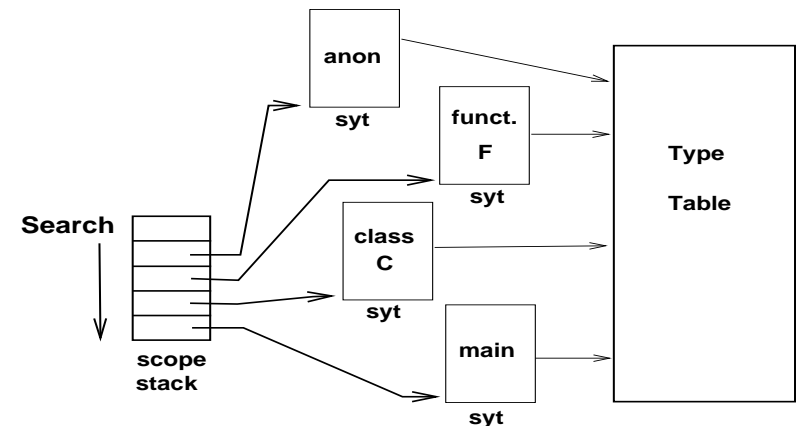 anon
syt
funct.
F
syt
Type
Table
Search
class
C
syt
main
syt
scope
stack